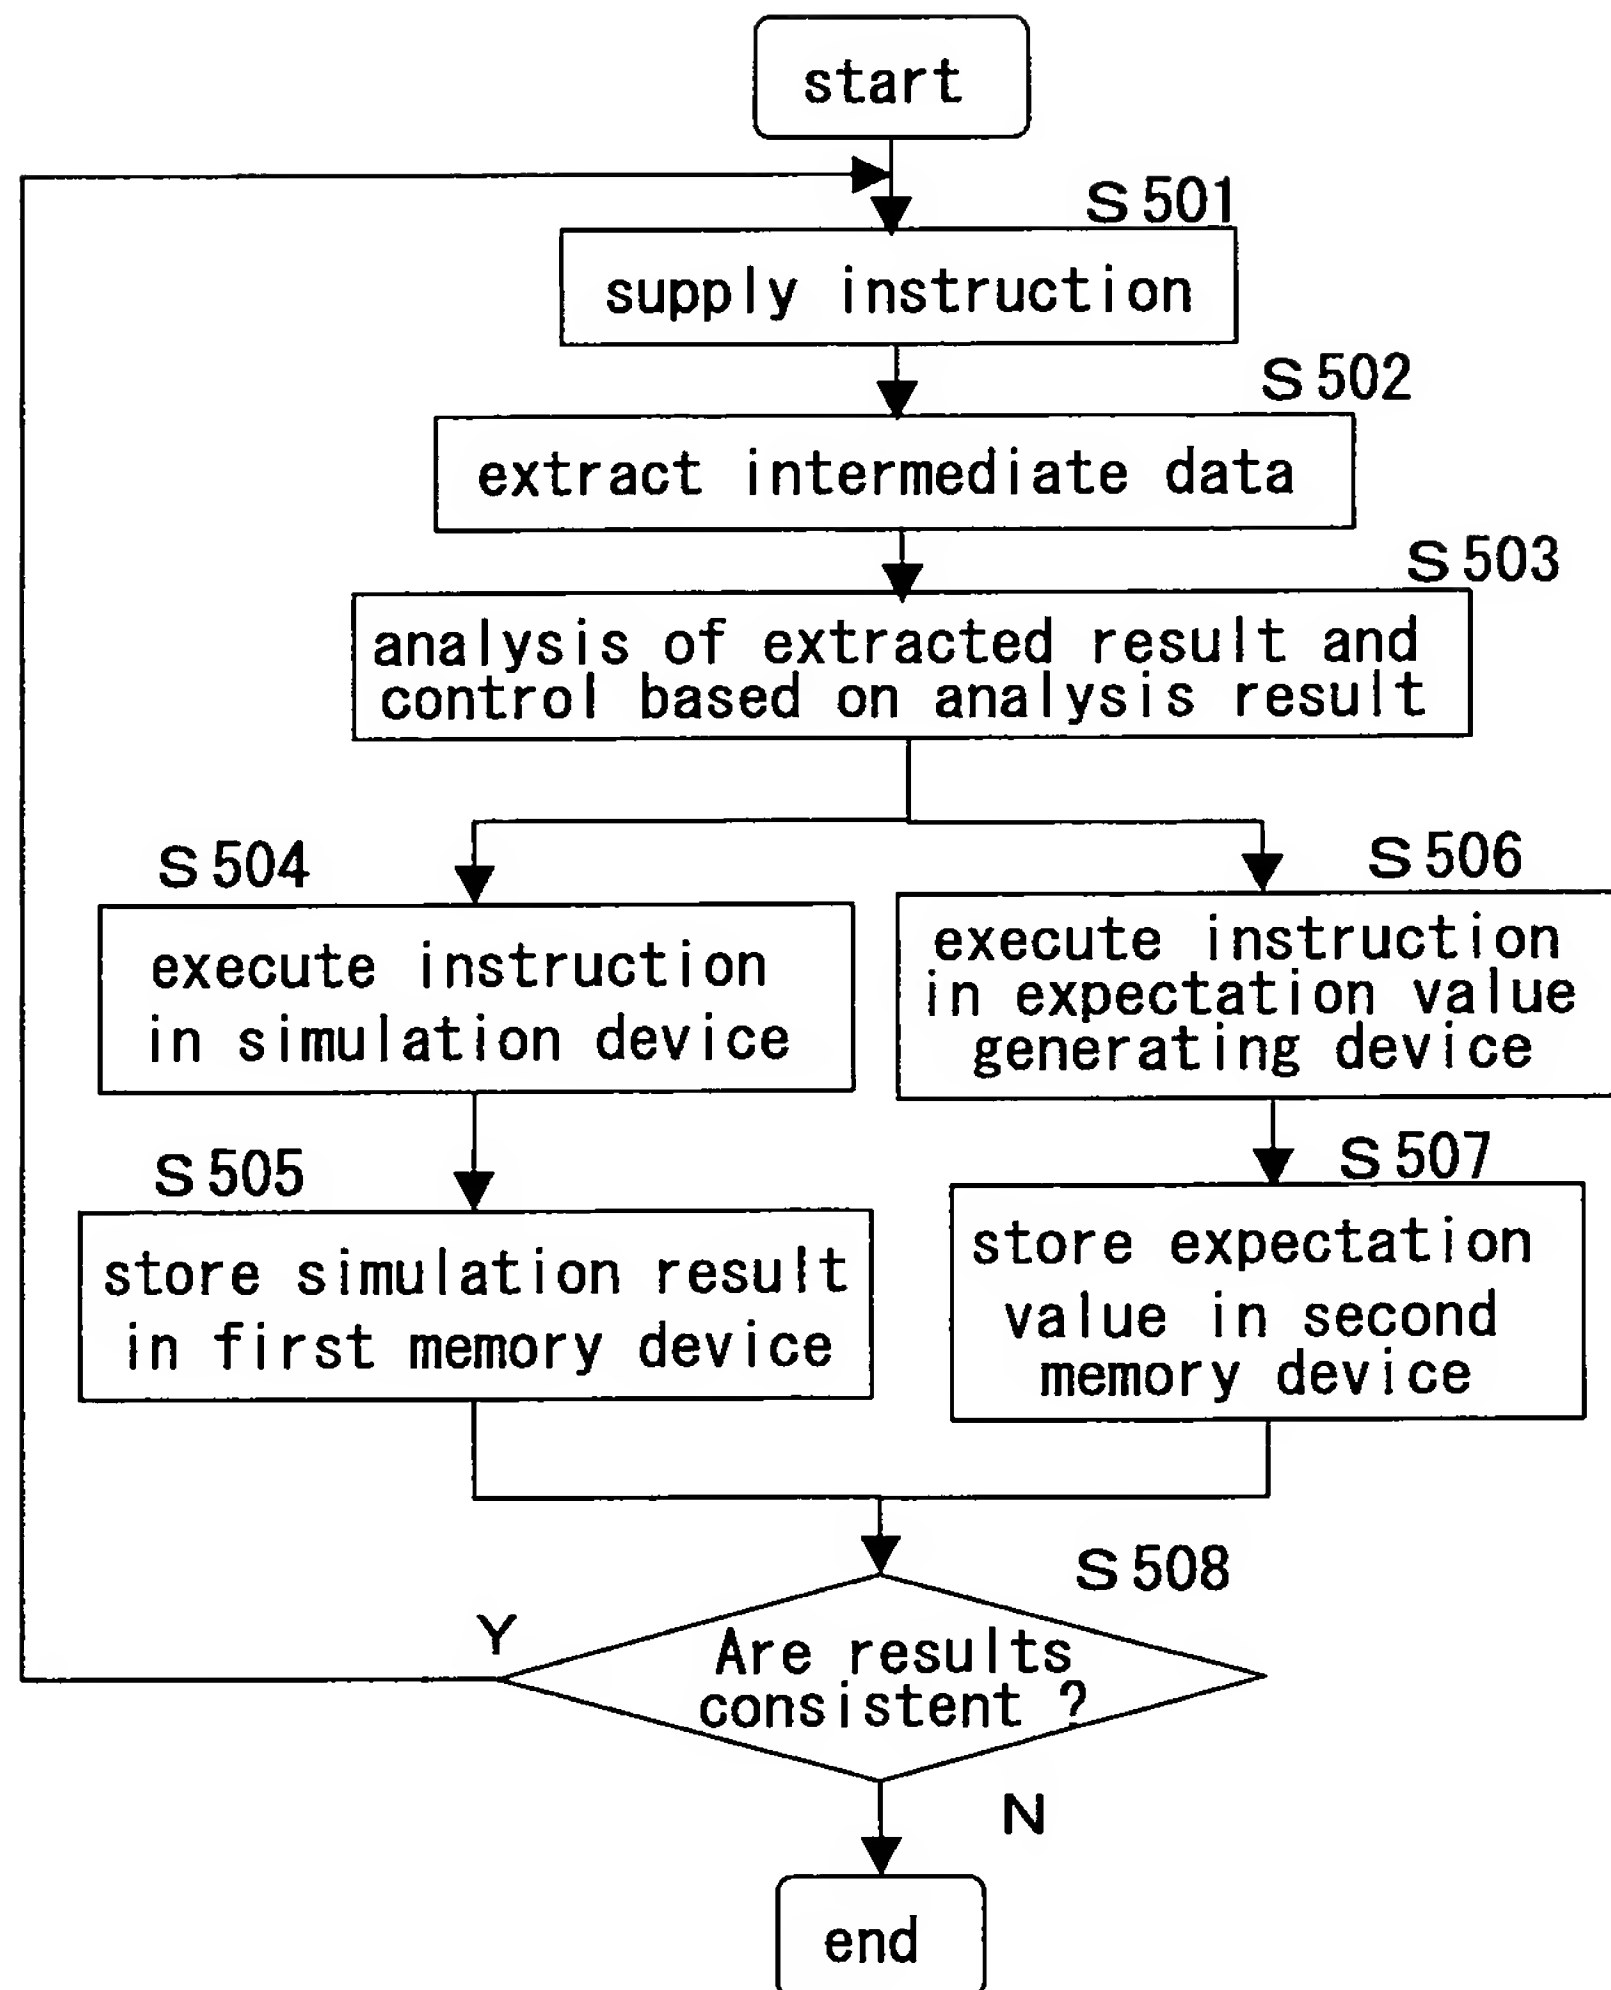 start
S501
supply instruction
S502
extract intermediate data
S503
analysis of extracted result and
control based on analysis result
S504
execute instruction
in simulation device
S506
execute instruction
in expectation value
generating device
S505
store simulation result
in first memory device
S507
store expectation
value in second
memory device
S508
Are results
consistent ?
Y
N
end